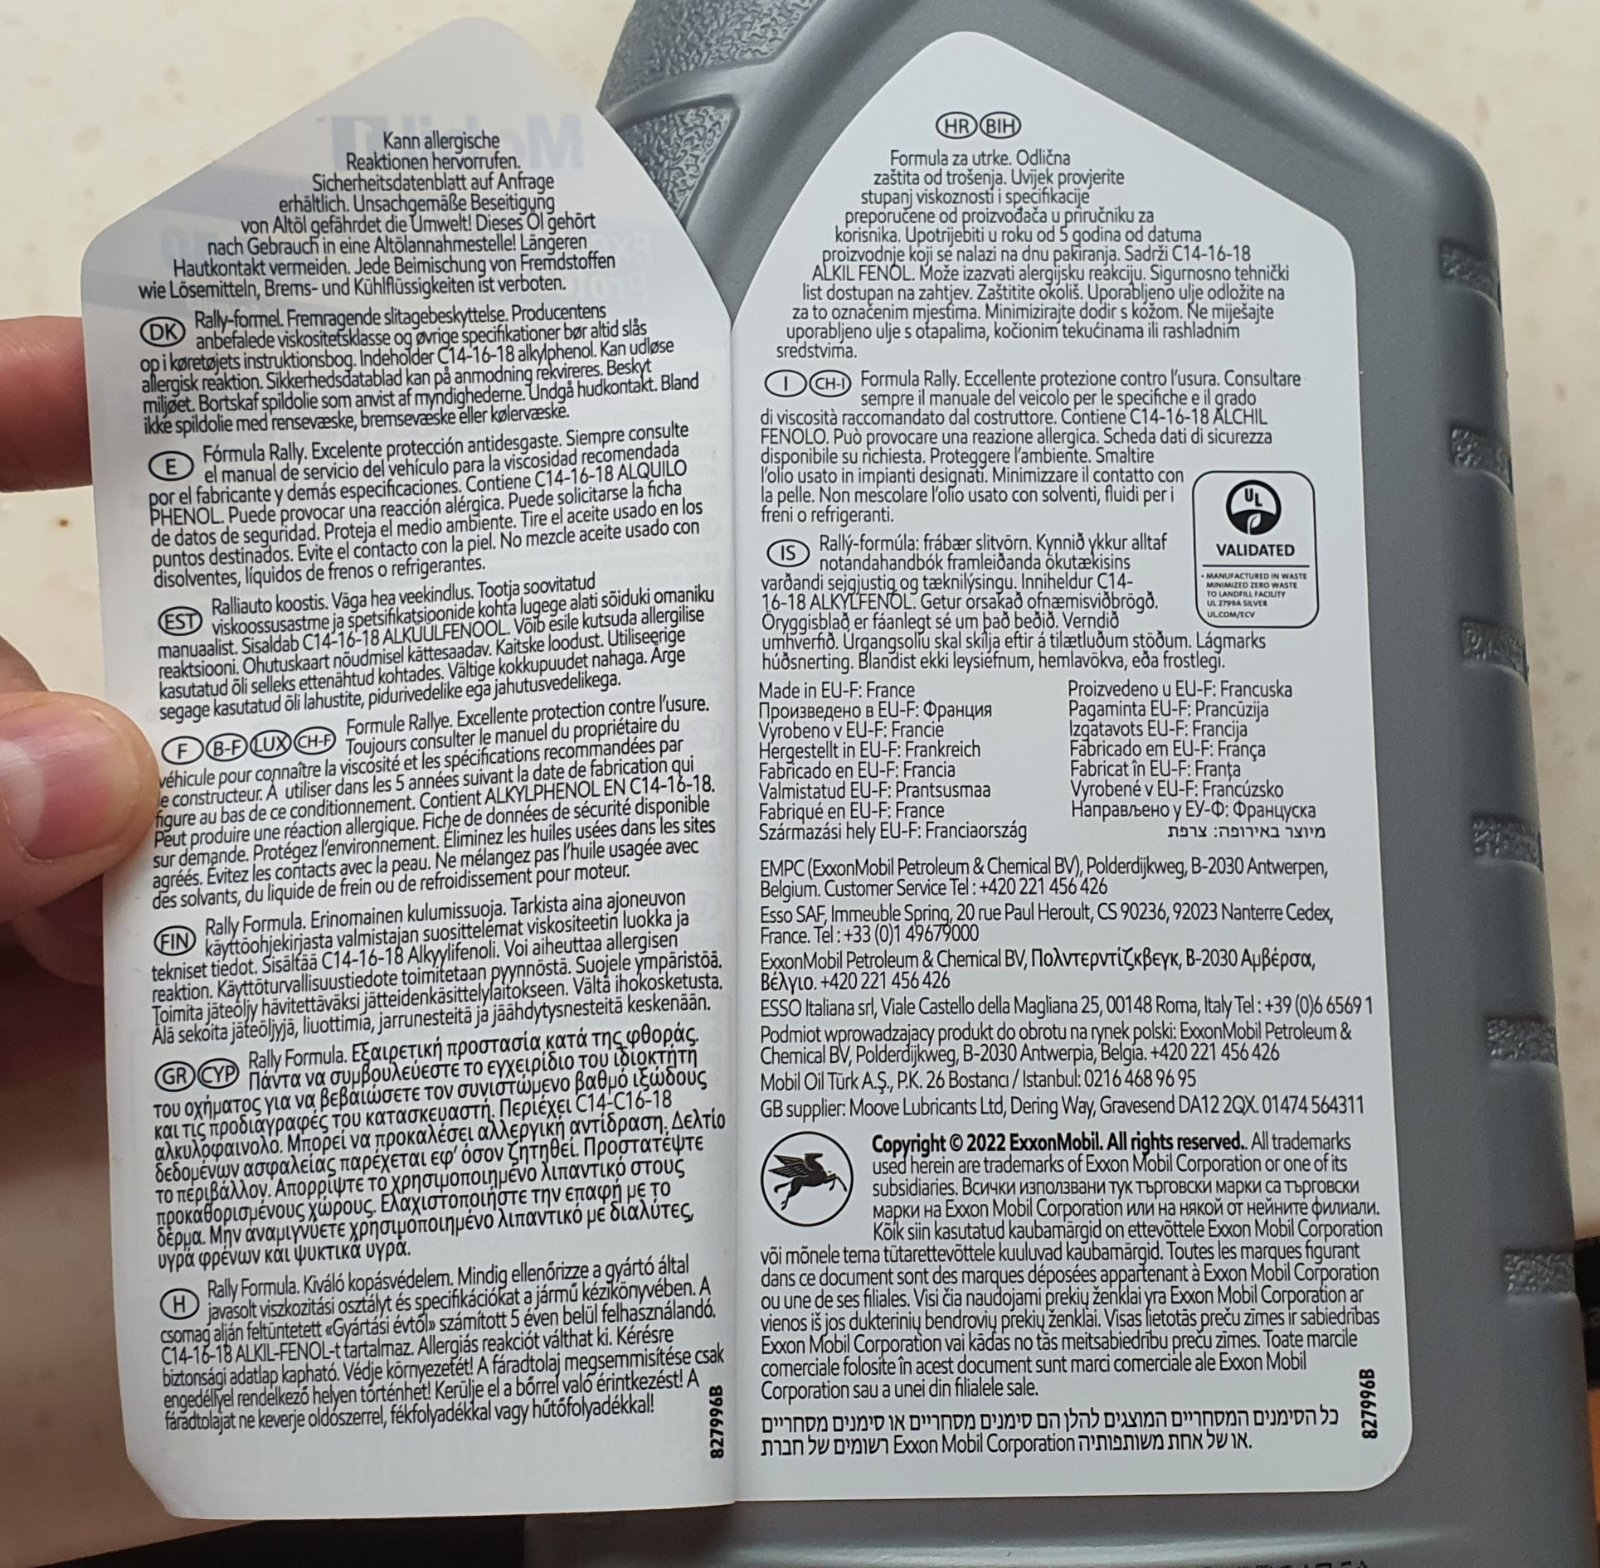 Kann allergische
Reaktionen hervorrufen.
Sicherheitsdatenblatt auf Anfrage
erhältlich. Unsachgemäße Beseitigung
von Altöl gefährdet die Umwelt! Dieses Öl gehört
nach Gebrauch in eine Altölannahmestelle! Längeren
Hautkontakt vermeiden. Jede Beimischung von Fremdstoffen
wie Lösemitteln, Brems- und Kühlflüssigkeiten ist verboten.
DK Rally-formel. Fremragende slitagebeskyttelse. Producentens
anbefalede viskositetsklasse og øvrige specifikationer bør altid slås
op i køretøjets instruktionsbog. Indeholder C14-16-18 alkylphenol. Kan udløse
allergisk reaktion. Sikkerhedsdatablad kan på anmodning rekvireres. Beskyt
miljøet. Bortskaf spildolie som anvist af myndighederne. Undgå hudkontakt. Bland
ikke spildolie med rensevæske, bremsevæske eller kølervæske.
E Fórmula Rally. Excelente protección antidesgaste. Siempre consulte
el manual de servicio del vehículo para la viscosidad recomendada
por el fabricante y demás especificaciones. Contiene C14-16-18 ALQUILO
PHENOL. Puede provocar una reacción alérgica. Puede solicitarse la ficha
de datos de seguridad. Proteja el medio ambiente. Tire el aceite usado en los
puntos destinados. Evite el contacto con la piel. No mezcle aceite usado con
disolventes, líquidos de frenos o refrigerantes.
EST Ralliauto koostis. Väga hea veekindlus. Tootja soovitatud
viskoossusastme ja spetsifikatsioonide kohta lugege alati sõiduki omaniku
manuaalist. Sisaldab C14-16-18 ALKÜÜLFENOOL. Võib esile kutsuda allergilise
reaktsiooni. Ohutuskaart nõudmisel kättesaadav. Kaitske loodust. Utiliseerige
kasutatud õli selleks ettenähtud kohtades. Vältige kokkupuudet nahaga. Ärge
segage kasutatud õli lahustite, pidurivedelike ega jahutusvedelikega.
F B-F LUX CH-F Formule Rallye. Excellente protection contre l'usure.
Toujours consulter le manuel du propriétaire du
véhicule pour connaître la viscosité et les spécifications recommandées par
le constructeur. À utiliser dans les 5 années suivant la date de fabrication qui
figure au bas de ce conditionnement. Contient ALKYLPHENOL EN C14-16-18.
Peut produire une réaction allergique. Fiche de données de sécurité disponible
sur demande. Protégez l'environnement. Éliminez les huiles usées dans les sites
agréés. Évitez les contacts avec la peau. Ne mélangez pas l'huile usagée avec
des solvants, du liquide de frein ou de refroidissement pour moteur.
FIN Rally Formula. Erinomainen kulumissuoja. Tarkista aina ajoneuvon
käyttöohjekirjasta valmistajan suosittelemat viskositeetin luokka ja
tekniset tiedot. Sisältää C14-16-18 Alkyylifenoli. Voi aiheuttaa allergisen
reaktion. Käyttöturvallisuustiedote toimitetaan pyynnöstä. Suojele ympäristöä.
Toimita jäteöljy hävitettäväksi jätteidenkäsittelylaitokseen. Vältä ihokosketusta.
Älä sekoita jäteöljyjä, liuottimia, jarrunesteitä ja jäähdytysnesteitä keskenään.
GR CYP Rally Formula. Εξαιρετική προστασία κατά της φθοράς.
Πάντα να συμβουλεύεστε το εγχειρίδιο του ιδιοκτήτη
του οχήματος για να βεβαιώσετε τον συνιστώμενο βαθμό ιξώδους
και τις προδιαγραφές του κατασκευαστή. Περιέχει C14-C16-18
αλκυλοφαινολο. Μπορεί να προκαλέσει αλλεργική αντίδραση. Δελτίο
δεδομένων ασφαλείας παρέχεται εφ' όσον ζητηθεί. Προστατέψτε
το περιβάλλον. Απορρίψτε το χρησιμοποιημένο λιπαντικό στους
προκαθορισμένους χώρους. Ελαχιστοποιήστε την επαφή με το
δέρμα. Μην αναμιγνύετε χρησιμοποιημένο λιπαντικό με διαλύτες,
υγρά φρένων και ψυκτικά υγρά.
H Rally Formula. Kiváló kopásvédelem. Mindig ellenőrizze a gyártó által
javasolt viszkozitási osztályt és specifikációkat a jármű kézikönyvében. A
csomag alján feltüntetett «Gyártási évtől» számított 5 éven belül felhasználandó.
C14-16-18 ALKIL-FENOL-t tartalmaz. Allergiás reakciót válthat ki. Kérésre
biztonsági adatlap kapható. Védje környezetét! A fáradtolaj megsemmisítése csak
engedéllyel rendelkező helyen történhet! Kerülje el a bőrrel való érintkezést! A
fáradtolajat ne keverje oldószerrel, fékfolyadékkal vagy hűtőfolyadékkal!
827996B
HR BIH
Formula za utrke. Odlična
zaštita od trošenja. Uvijek provjerite
stupanj viskoznosti i specifikacije
preporučene od proizvođača u priručniku za
korisnika. Upotrijebiti u roku od 5 godina od datuma
proizvodnje koji se nalazi na dnu pakiranja. Sadrži C14-16-18
ALKIL FENOL. Može izazvati alergijsku reakciju. Sigurnosno tehnički
list dostupan na zahtjev. Zaštitite okoliš. Uporabljeno ulje odložite na
za to označenim mjestima. Minimizirajte dodir s kožom. Ne miješajte
uporabljeno ulje s otapalima, kočionim tekućinama ili rashladnim
sredstvima.
I CH-I Formula Rally. Eccellente protezione contro l'usura. Consultare
sempre il manuale del veicolo per le specifiche e il grado
di viscosità raccomandato dal costruttore. Contiene C14-16-18 ALCHIL
FENOLO. Può provocare una reazione allergica. Scheda dati di sicurezza
disponibile su richiesta. Proteggere l'ambiente. Smaltire
l'olio usato in impianti designati. Minimizzare il contatto con
la pelle. Non mescolare l'olio usato con solventi, fluidi per i
freni o refrigeranti.
UL
VALIDATED
• MANUFACTURED IN WASTE
MINIMIZED ZERO WASTE
TO LANDFILL FACILITY
UL 2799A SILVER
UL.COM/ECV
IS Rallý-formúla: frábær slitvörn. Kynnið ykkur alltaf
notandahandbók framleiðanda ökutækisins
varðandi seigjustig og tæknilýsingu. Inniheldur C14-
16-18 ALKYLFENÓL. Getur orsakað ofnæmisviðbrögð.
Öryggisblað er fáanlegt sé um það beðið. Verndið
umhverfið. Úrgangsolíu skal skilja eftir á tilætluðum stöðum. Lágmarks
húðsnerting. Blandist ekki leysiefnum, hemlavökva, eða frostlegi.
Made in EU-F: France
Произведено в EU-F: Франция
Vyrobeno v EU-F: Francie
Hergestellt in EU-F: Frankreich
Fabricado en EU-F: Francia
Valmistatud EU-F: Prantsusmaa
Fabriqué en EU-F: France
Származási hely EU-F: Franciaország
Proizvedeno u EU-F: Francuska
Pagaminta EU-F: Prancūzija
Izgatavots EU-F: Francija
Fabricado em EU-F: França
Fabricat în EU-F: Franța
Vyrobené v EU-F: Francúzsko
Направљено у ЕУ-Ф: Француска
מיוצר באירופה: צרפת
EMPC (ExxonMobil Petroleum & Chemical BV), Polderdijkweg, B-2030 Antwerpen,
Belgium. Customer Service Tel : +420 221 456 426
Esso SAF, Immeuble Spring, 20 rue Paul Heroult, CS 90236, 92023 Nanterre Cedex,
France. Tél : +33 (0)1 49679000
ExxonMobil Petroleum & Chemical BV, Πολντερντίζκβεγκ, B-2030 Αμβέρσα,
Βέλγιο. +420 221 456 426
ESSO Italiana srl, Viale Castello della Magliana 25, 00148 Roma, Italy Tel : +39 (0)6 6569 1
Podmiot wprowadzający produkt do obrotu na rynek polski: ExxonMobil Petroleum &
Chemical BV, Polderdijkweg, B-2030 Antwerpia, Belgia. +420 221 456 426
Mobil Oil Türk A.Ş., P.K. 26 Bostancı / Istanbul: 0216 468 96 95
GB supplier: Moove Lubricants Ltd, Dering Way, Gravesend DA12 2QX. 01474 564311
Copyright © 2022 ExxonMobil. All rights reserved. All trademarks
used herein are trademarks of Exxon Mobil Corporation or one of its
subsidiaries. Всички използвани тук търговски марки са търговски
марки на Exxon Mobil Corporation или на някой от нейните филиали.
Kõik siin kasutatud kaubamärgid on ettevõttele Exxon Mobil Corporation
või mõnele tema tütarettevõttele kuuluvad kaubamärgid. Toutes les marques figurant
dans ce document sont des marques déposées appartenant à Exxon Mobil Corporation
ou une de ses filiales. Visi čia naudojami prekių ženklai yra Exxon Mobil Corporation ar
vienos iš jos dukterinių bendrovių prekių ženklai. Visas lietotās preču zīmes ir sabiedrības
Exxon Mobil Corporation vai kādas no tās meitsabiedrību preču zīmes. Toate marcile
comerciale folosite în acest document sunt marci comerciale ale Exxon Mobil
Corporation sau a unei din filialele sale.
כל הסימנים המסחריים המוצגים להלן הם סימנים מסחריים או סימנים מסחריים
רשומים של חברת Exxon Mobil Corporation או של אחת משותפותיה.
827996B